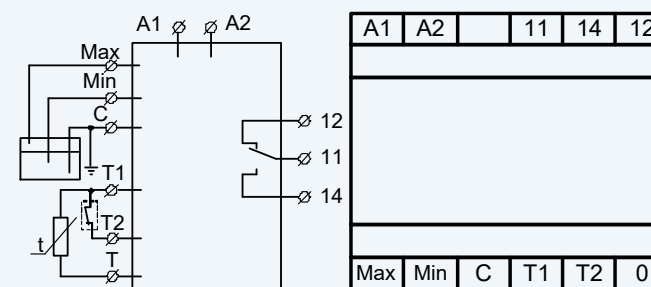 A1 A2
Max
Min
C
T1
T2
t
T
12
11
14
A1 A2 11 14 12
Max Min C T1 T2 0